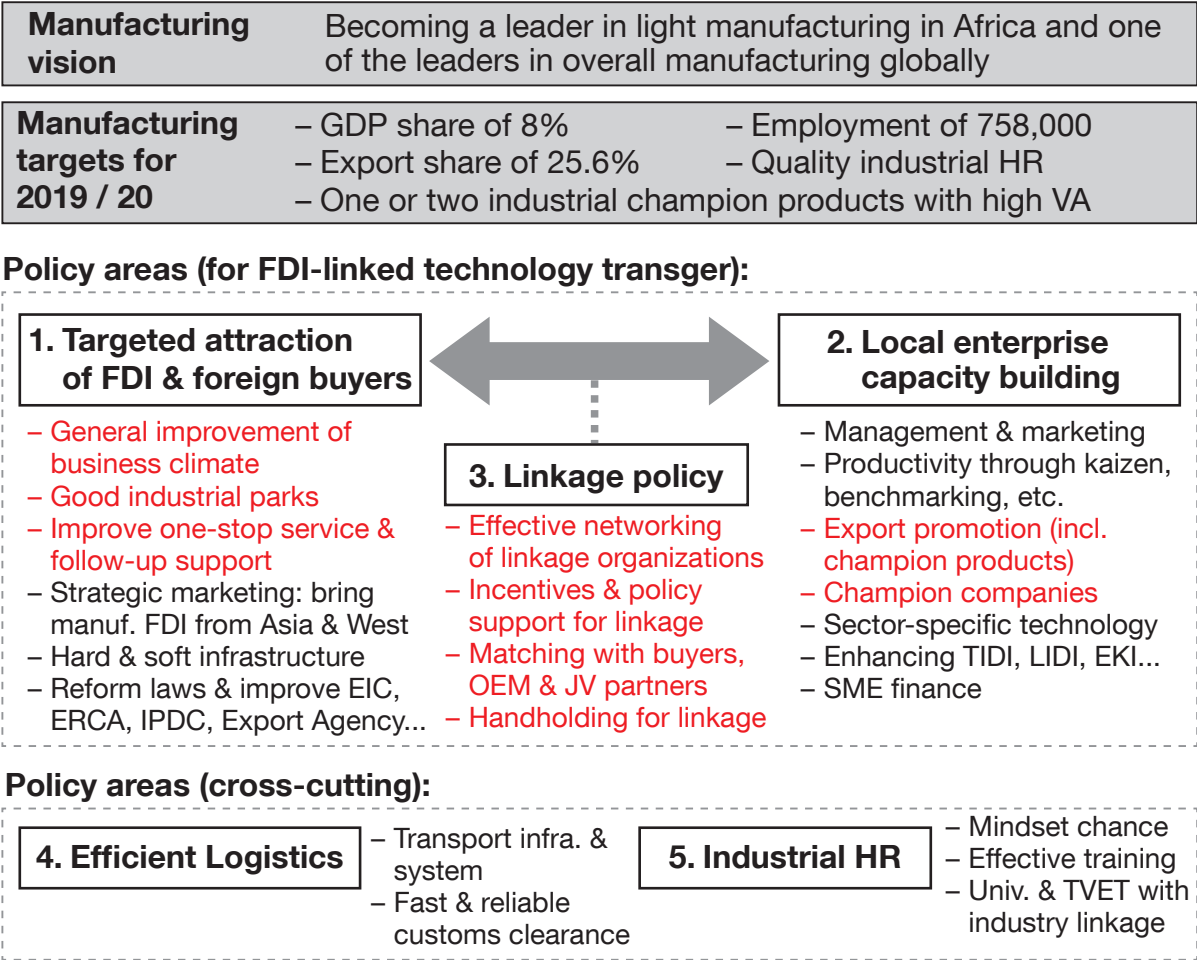 Manufacturing
vision
Becoming a leader in light manufacturing in Africa and one
of the leaders in overall manufacturing globally
Manufacturing
targets for
2019 / 20
– GDP share of 8%
– Employment of 758,000
– Export share of 25.6%
– Quality industrial HR
– One or two industrial champion products with high VA
Policy areas (for FDI-linked technology transger):
1. Targeted attraction
of FDI & foreign buyers
– General improvement of
business climate
– Good industrial parks
– Improve one-stop service &
follow-up support
– Strategic marketing: bring
manuf. FDI from Asia & West
– Hard & soft infrastructure
– Reform laws & improve EIC,
ERCA, IPDC, Export Agency...
3. Linkage policy
– Effective networking
of linkage organizations
– Incentives & policy
support for linkage
– Matching with buyers,
OEM & JV partners
– Handholding for linkage
2. Local enterprise
capacity building
– Management & marketing
– Productivity through kaizen,
benchmarking, etc.
– Export promotion (incl.
champion products)
– Champion companies
– Sector-specific technology
– Enhancing TIDI, LIDI, EKI...
– SME finance
Policy areas (cross-cutting):
4. Efficient Logistics
– Transport infra. &
system
– Fast & reliable
customs clearance
5. Industrial HR
– Mindset chance
– Effective training
– Univ. & TVET with
industry linkage